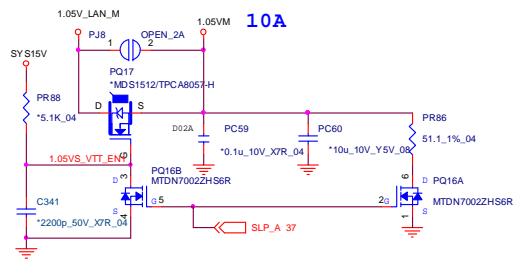 1.05V_LAN_M
PJ8
OPEN_2A
1.05VM
10A
1
2
SYS15V
PQ17
*MDS1512/TPCA8057-H
D
S
G
PR88
*5.1K_04
D02A
PC59
*0.1u_10V_X7R_04
PC60
*10u_10V_Y5V_08
PR86
51.1_1%_04
1.05VS_VTT_EN1
PQ16B
MTDN7002ZHS6R
D
3
G
5
S
4
D
6
2
G
S
1
PQ16A
MTDN7002ZHS6R
C341
*2200p_50V_X7R_04
SLP_A 37